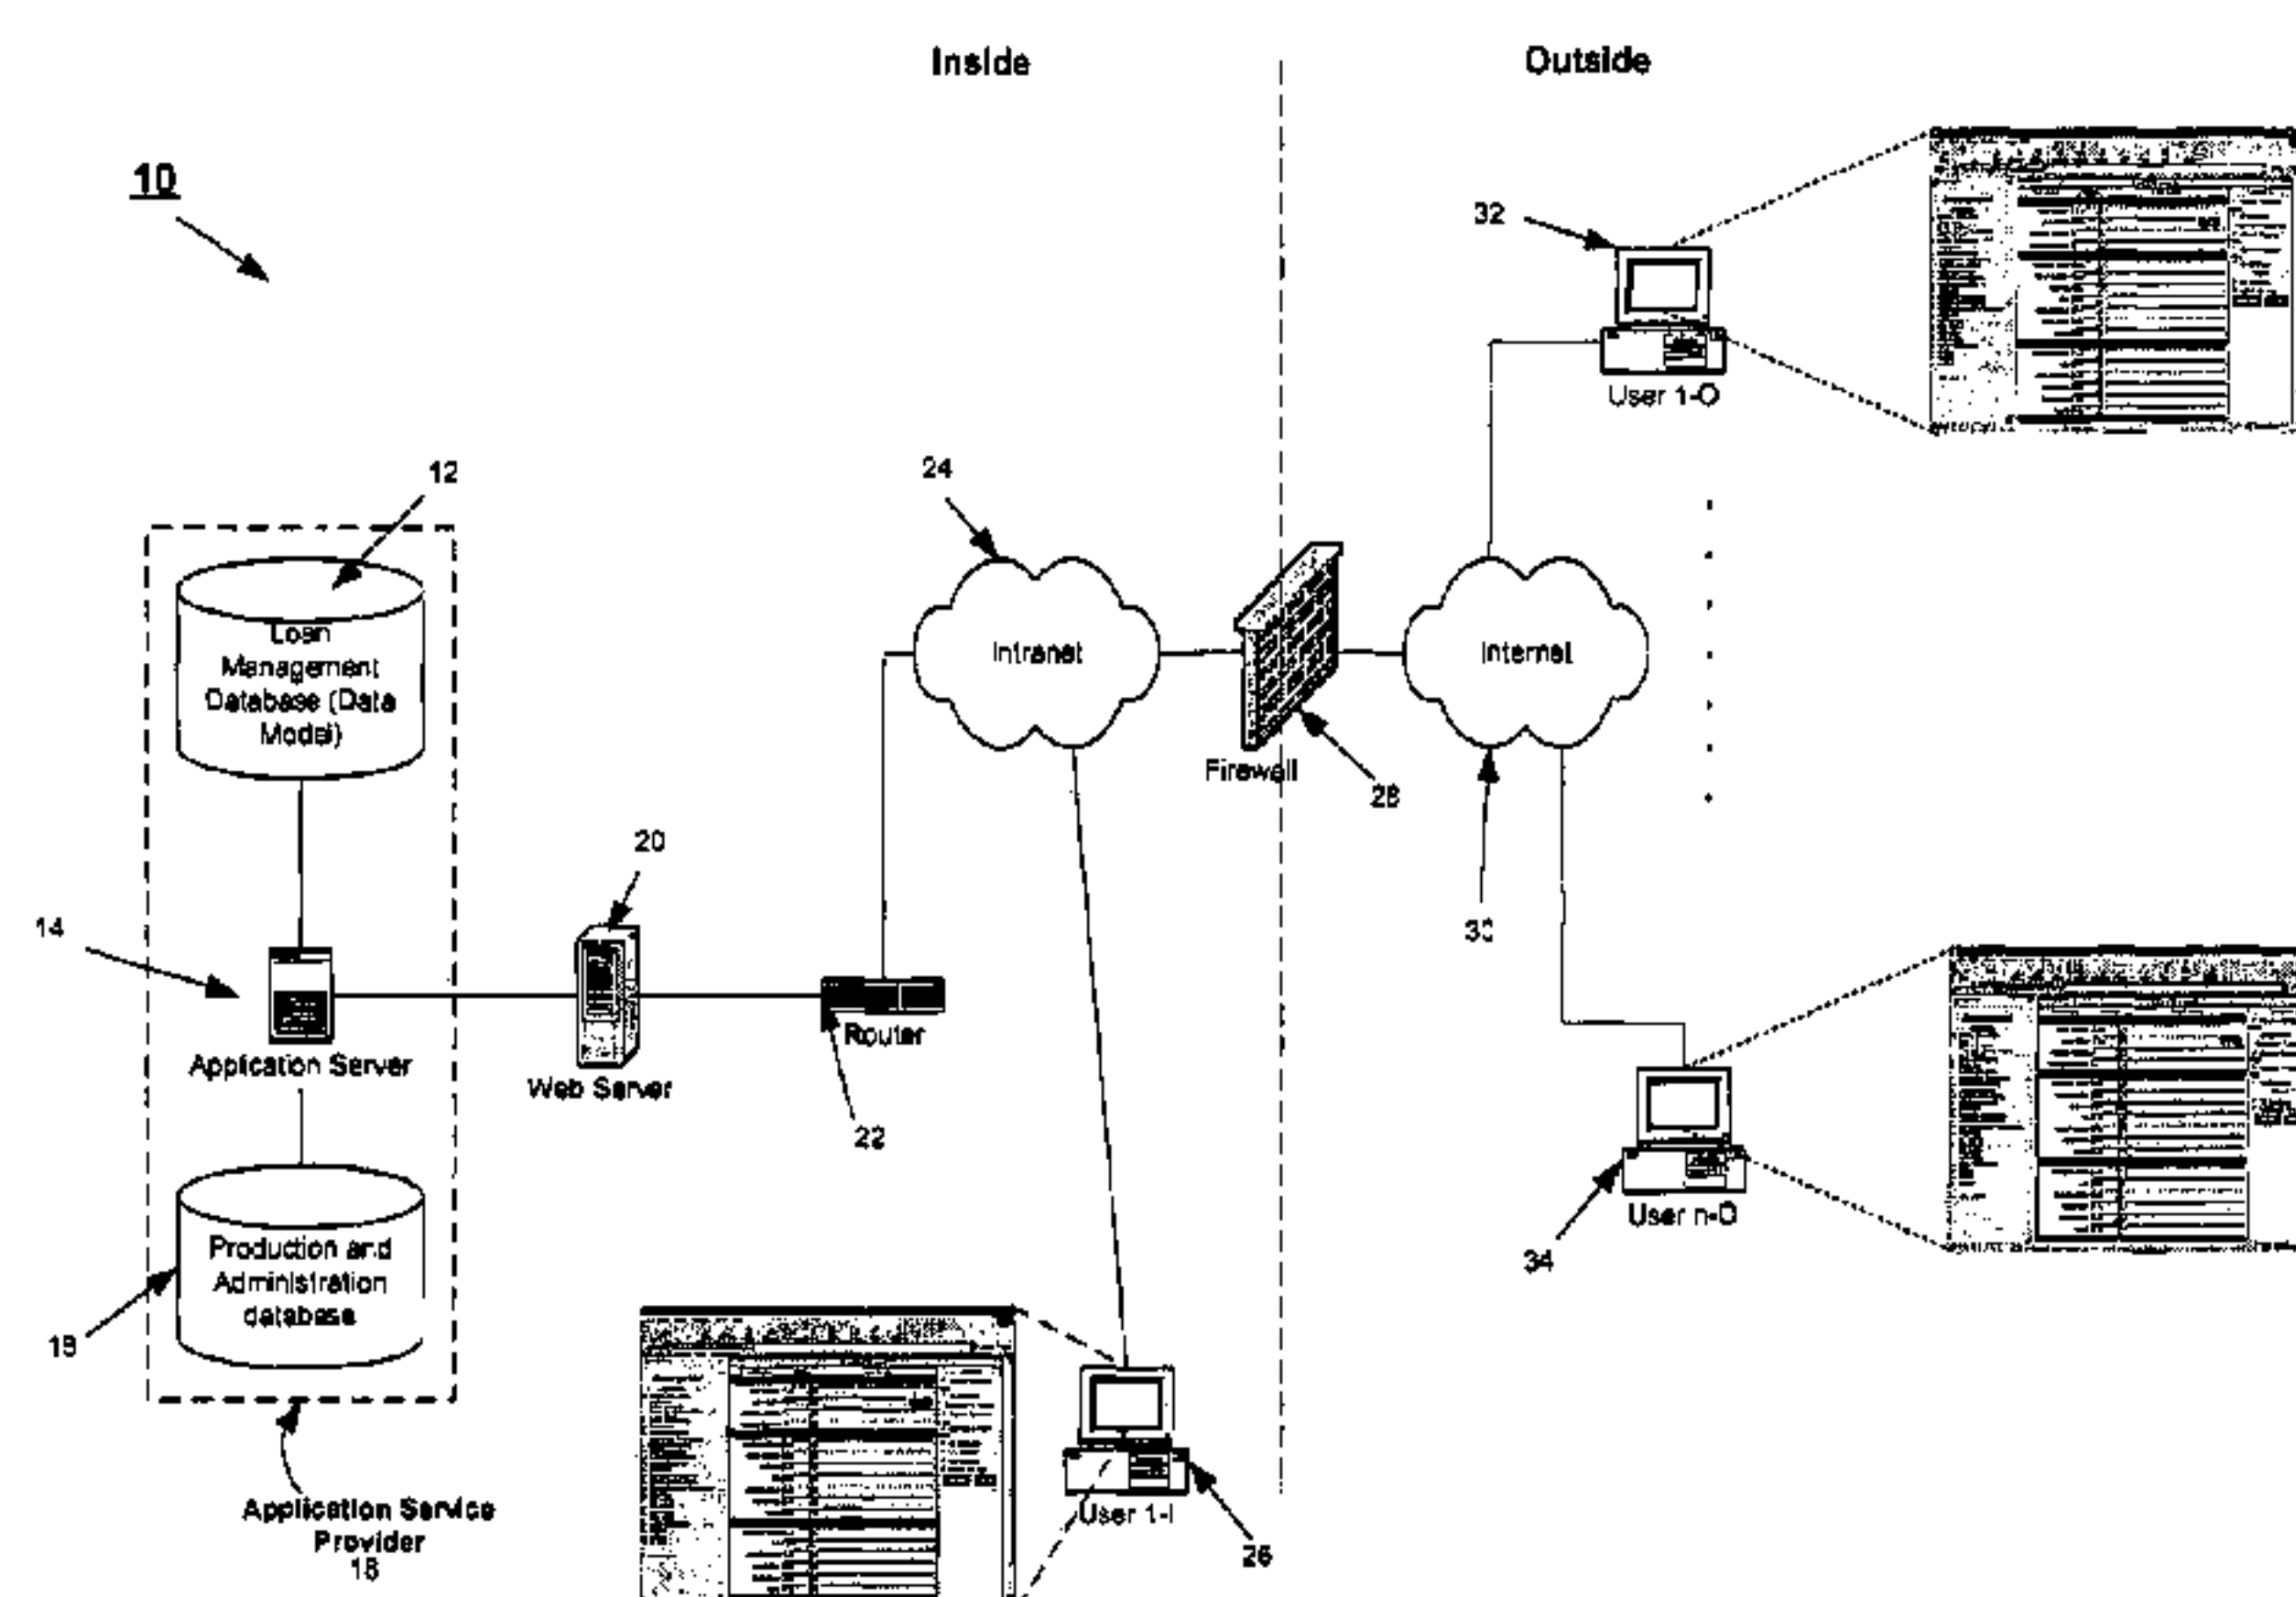 Inside
Outside
10
32
User 1-O
12
24
Loan
Management
Database (Data
Model)
Intranet
Internet
Firewall
28
20
14
30
Application Server
Web Server
Router
22
User n-O
34
Production and
Administration
database
User 1-I
26
Application Service
Provider